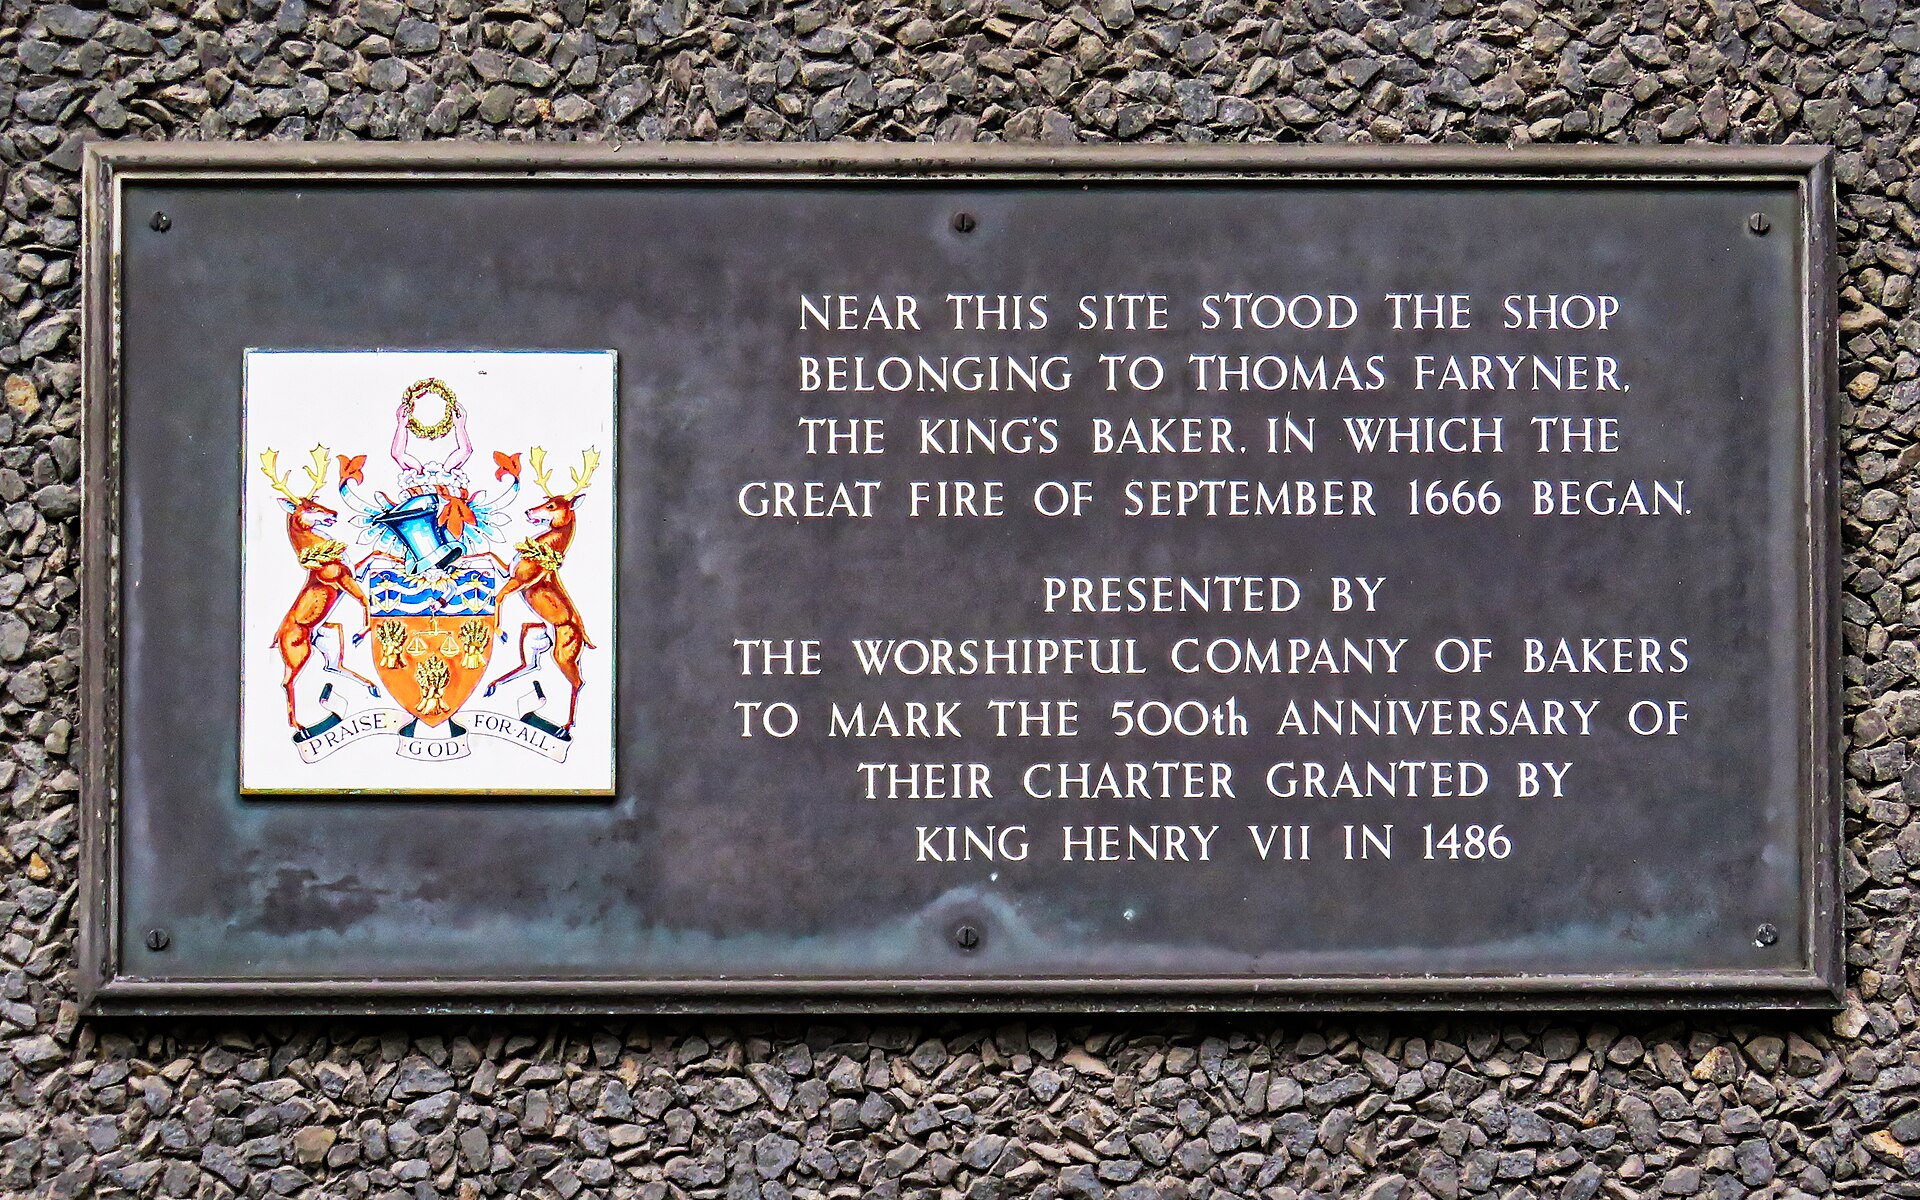 NEAR THIS SITE STOOD THE SHOP
BELONGING TO THOMAS FARYNER,
THE KING'S BAKER, IN WHICH THE
GREAT FIRE OF SEPTEMBER 1666 BEGAN.
PRESENTED BY
THE WORSHIPFUL COMPANY OF BAKERS
TO MARK THE 500th ANNIVERSARY OF
THEIR CHARTER GRANTED BY
KING HENRY VII IN 1486
·PRAISE· ·GOD· ·FOR·ALL·